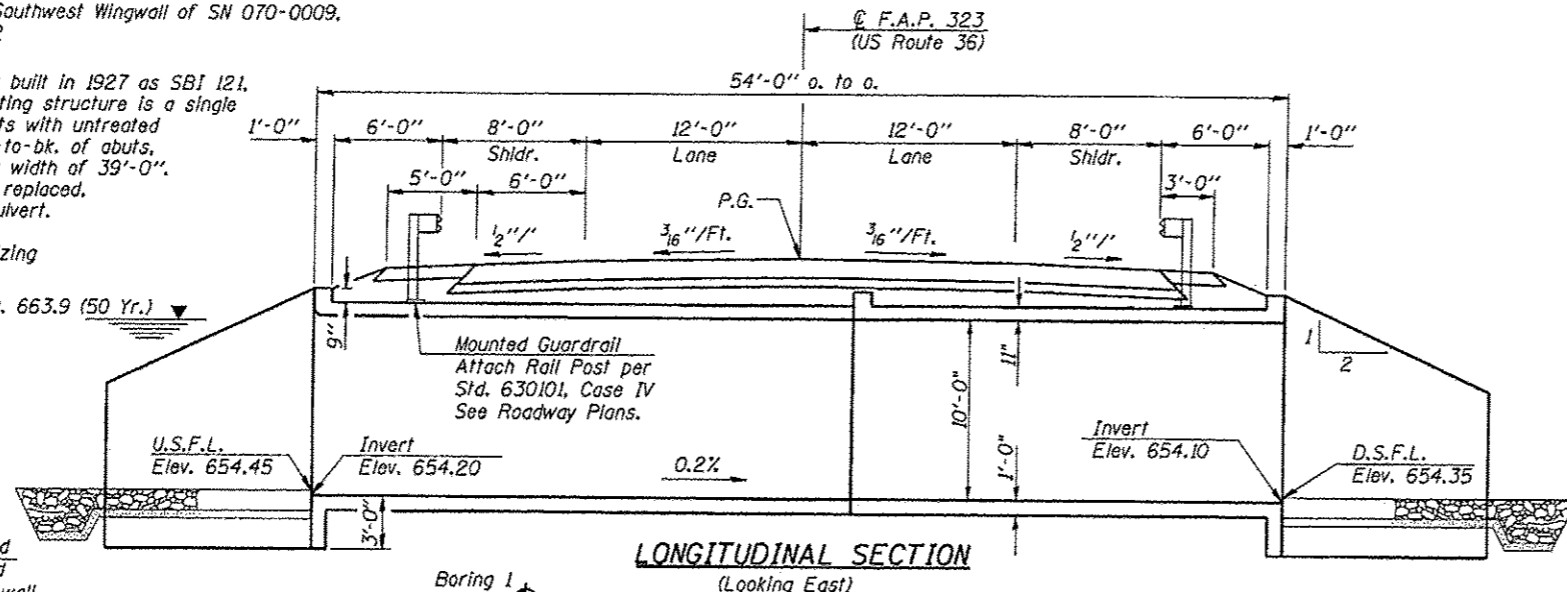 Southwest Wingwall of SN 070-0009,
built in 1927 as SBI 121,
ting structure is a single
ts with untreated
-to-bk. of abuts,
width of 39'-0".
replaced.
ulvert.
zing
. 663.9 (50 Yr.)
℄ F.A.P. 323
(US Route 36)
54'-0" o. to o.
1'-0"
6'-0"
8'-0"
Shldr.
12'-0"
Lane
12'-0"
Lane
8'-0"
Shldr.
6'-0"
1'-0"
5'-0"
6'-0"
3'-0"
P.G.
1/2"/'
3/16"/Ft.
3/16"/Ft.
1/2"/'
9"
Mounted Guardrail
Attach Rail Post per
Std. 630101, Case IV
See Roadway Plans.
10'-0"
11"
1'-0"
1
2
U.S.F.L.
Elev. 654.45
Invert
Elev. 654.20
0.2%
Invert
Elev. 654.10
D.S.F.L.
Elev. 654.35
3'-0"
LONGITUDINAL SECTION
(Looking East)
Boring 1